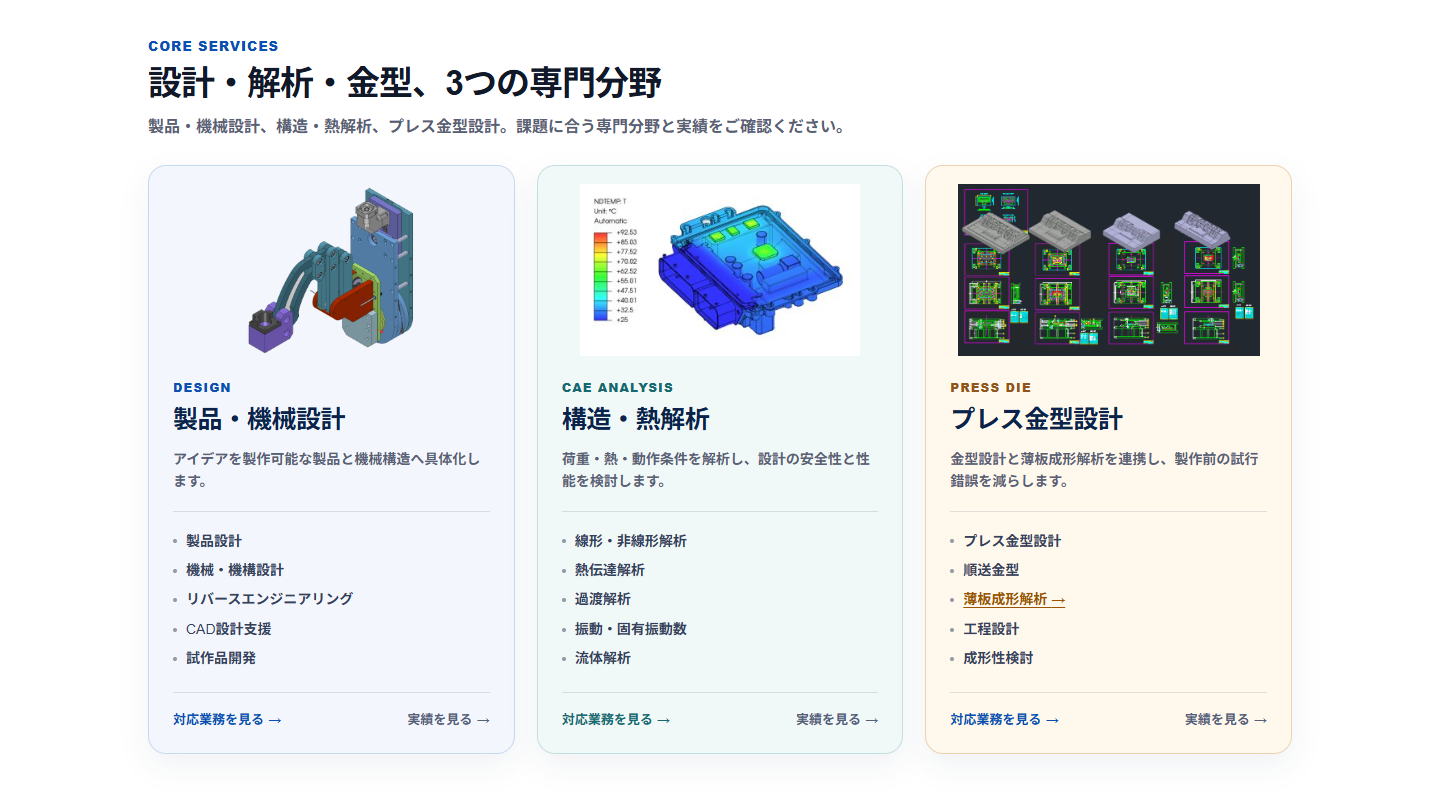 CORE SERVICES
設計・解析・金型、3つの専門分野
製品・機械設計、構造・熱解析、プレス金型設計。課題に合う専門分野と実績をご確認ください。
NDTEMP: T
Unit: °C
Automatic
+92.53
+85.03
+77.52
+70.02
+62.52
+55.01
+47.51
+40.01
+32.5
+25
DESIGN
製品・機械設計
アイデアを製作可能な製品と機械構造へ具体化し
ます。
製品設計
機械・機構設計
リバースエンジニアリング
CAD設計支援
試作品開発
対応業務を見る →
実績を見る →
CAE ANALYSIS
構造・熱解析
荷重・熱・動作条件を解析し、設計の安全性と性
能を検討します。
線形・非線形解析
熱伝達解析
過渡解析
振動・固有振動数
流体解析
対応業務を見る →
実績を見る →
PRESS DIE
プレス金型設計
金型設計と薄板成形解析を連携し、製作前の試行
錯誤を減らします。
プレス金型設計
順送金型
薄板成形解析 →
工程設計
成形性検討
対応業務を見る →
実績を見る →